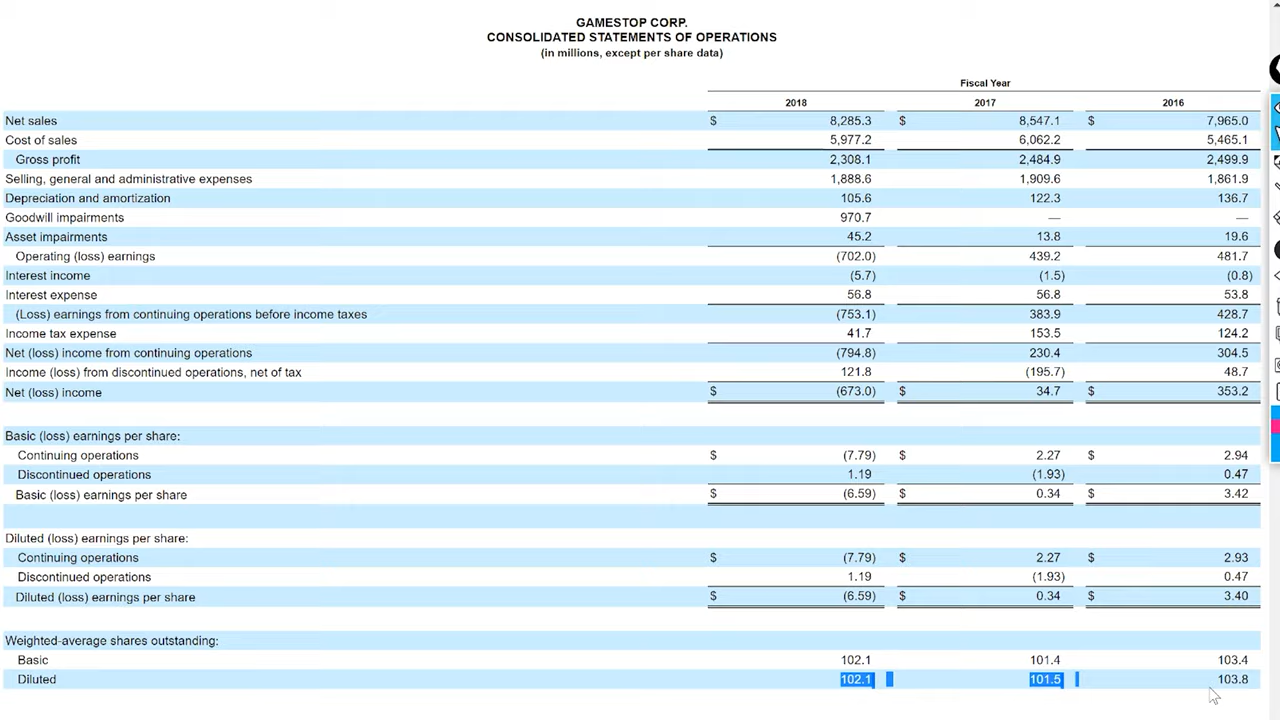 GAMESTOP CORP.
CONSOLIDATED STATEMENTS OF OPERATIONS
(in millions, except per share data)
Fiscal Year
2018 2017 2016
Net sales $ 8,285.3 $ 8,547.1 $ 7,965.0
Cost of sales 5,977.2 6,062.2 5,465.1
Gross profit 2,308.1 2,484.9 2,499.9
Selling, general and administrative expenses 1,888.6 1,909.6 1,861.9
Depreciation and amortization 105.6 122.3 136.7
Goodwill impairments 970.7 — —
Asset impairments 45.2 13.8 19.6
Operating (loss) earnings (702.0) 439.2 481.7
Interest income (5.7) (1.5) (0.8)
Interest expense 56.8 56.8 53.8
(Loss) earnings from continuing operations before income taxes (753.1) 383.9 428.7
Income tax expense 41.7 153.5 124.2
Net (loss) income from continuing operations (794.8) 230.4 304.5
Income (loss) from discontinued operations, net of tax 121.8 (195.7) 48.7
Net (loss) income $ (673.0) $ 34.7 $ 353.2
Basic (loss) earnings per share:
Continuing operations $ (7.79) $ 2.27 $ 2.94
Discontinued operations 1.19 (1.93) 0.47
Basic (loss) earnings per share $ (6.59) $ 0.34 $ 3.42
Diluted (loss) earnings per share:
Continuing operations $ (7.79) $ 2.27 $ 2.93
Discontinued operations 1.19 (1.93) 0.47
Diluted (loss) earnings per share $ (6.59) $ 0.34 $ 3.40
Weighted-average shares outstanding:
Basic 102.1 101.4 103.4
Diluted 102.1 101.5 103.8